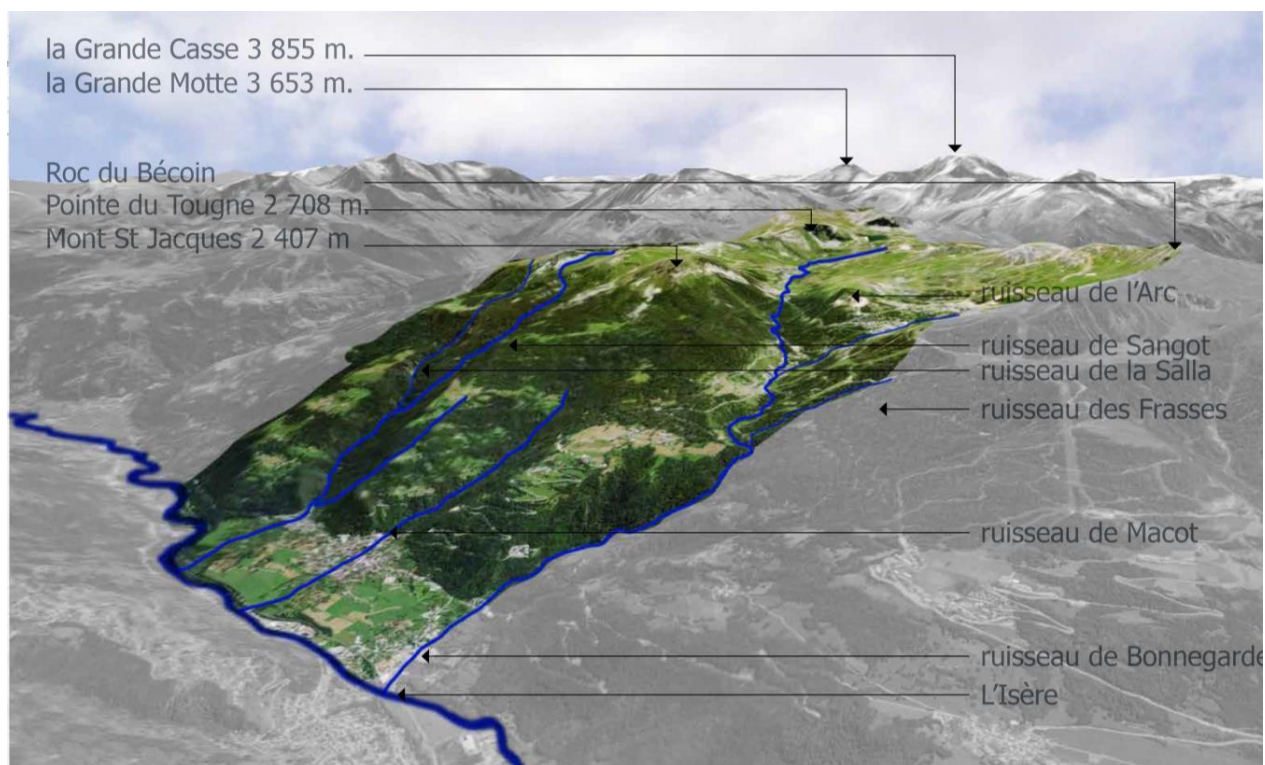 la Grande Casse 3 855 m.
la Grande Motte 3 653 m.
Roc du Bécoin
Pointe du Tougne 2 708 m.
Mont St Jacques 2 407 m
ruisseau de l'Arc
ruisseau de Sangot
ruisseau de la Salla
ruisseau des Frasses
ruisseau de Macot
ruisseau de Bonnegarde
L'Isère